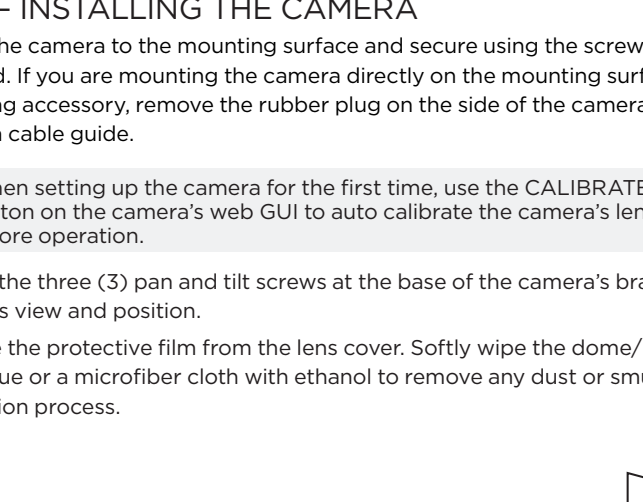 – INSTALLING THE CAMERA
he camera to the mounting surface and secure using the screw
d. If you are mounting the camera directly on the mounting surf
ng accessory, remove the rubber plug on the side of the camera
n cable guide.
hen setting up the camera for the first time, use the CALIBRATE
ton on the camera’s web GUI to auto calibrate the camera’s len
ore operation.
the three (3) pan and tilt screws at the base of the camera’s bra
s view and position.
e the protective film from the lens cover. Softly wipe the dome/
ue or a microfiber cloth with ethanol to remove any dust or smu
ion process.